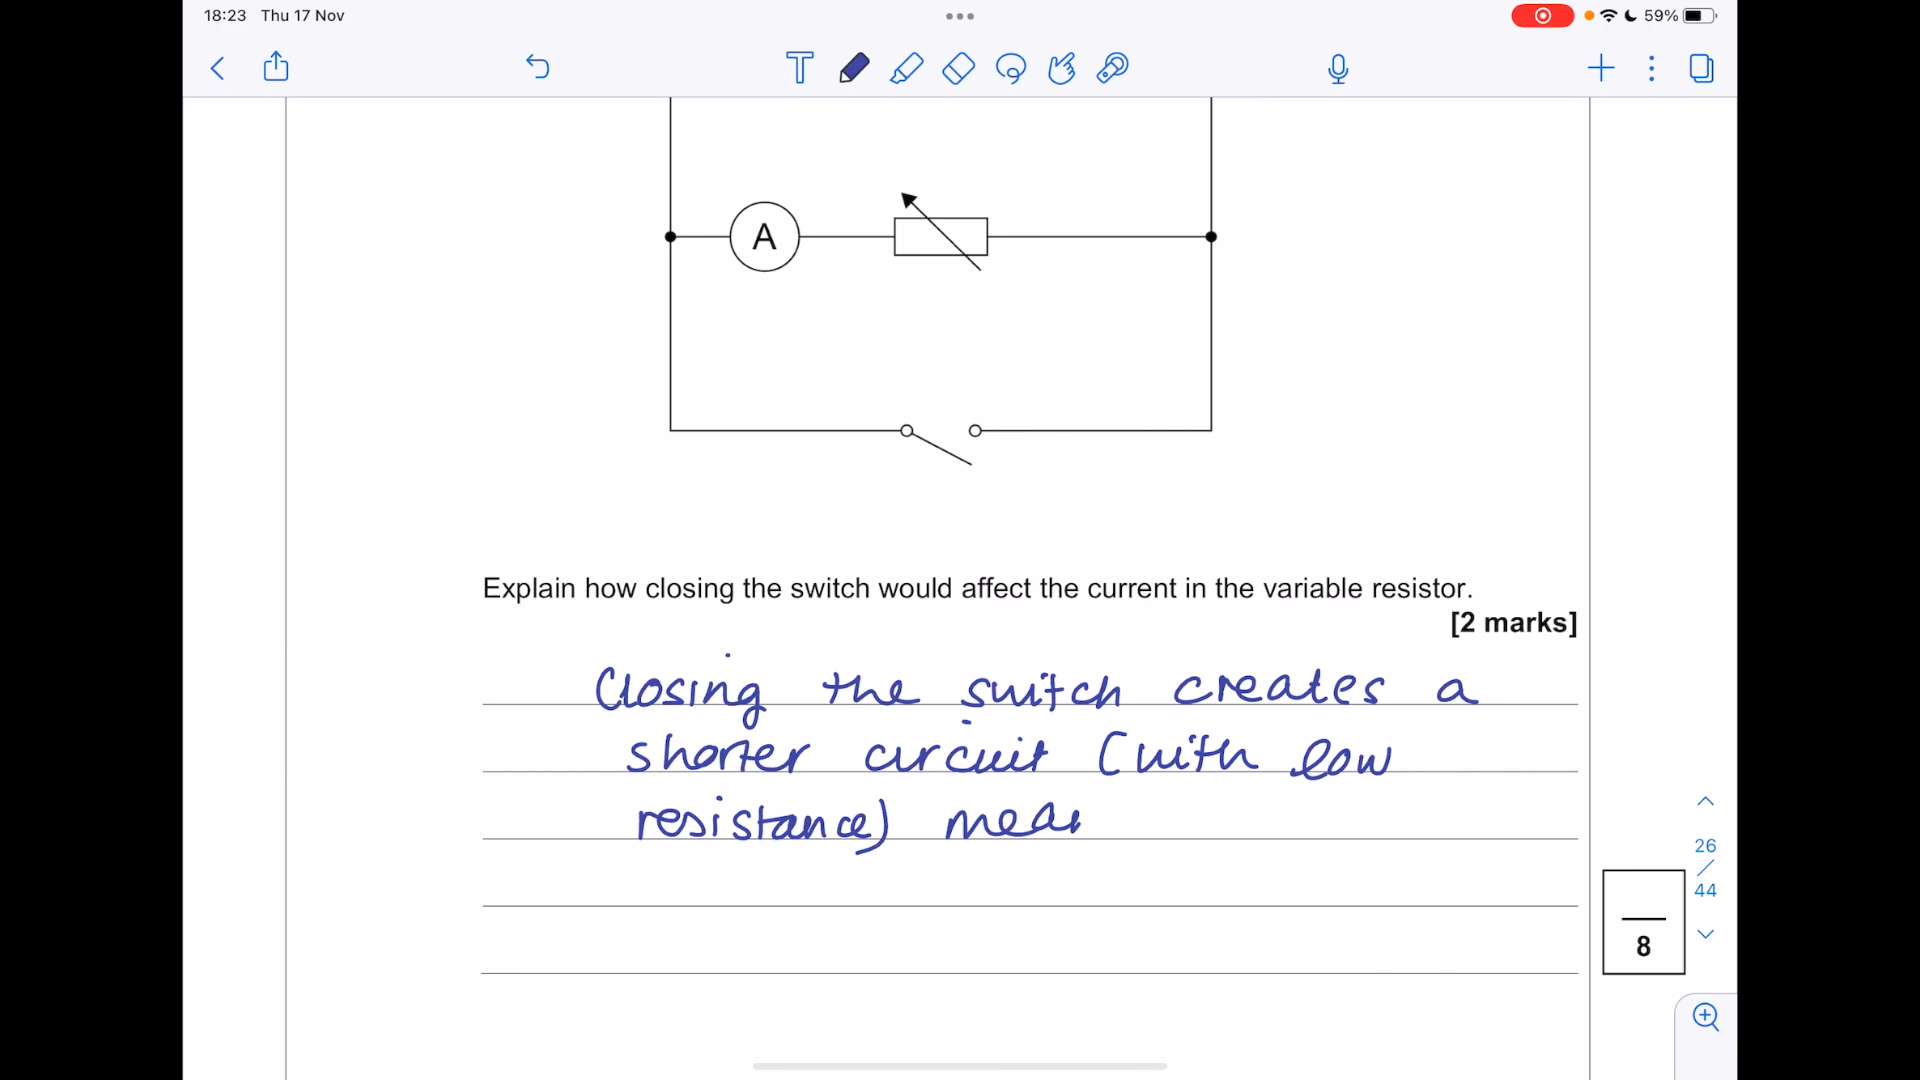 18:23 Thu 17 Nov
59%
A
Explain how closing the switch would affect the current in the variable resistor.
[2 marks]
Closing the switch creates a
shorter circuit (with low
resistance) mean
26
44
8